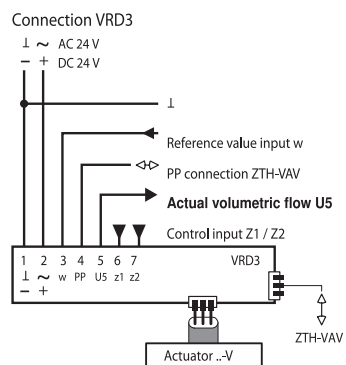 Connection VRD3
⊥ ~ AC 24 V
− + DC 24 V
⊥
Reference value input w
PP connection ZTH-VAV
Actual volumetric flow U5
Control input Z1 / Z2
1 2 3 4 5 6 7 VRD3
⊥ ~ w PP U5 z1 z2
− +
ZTH-VAV
Actuator ..-V